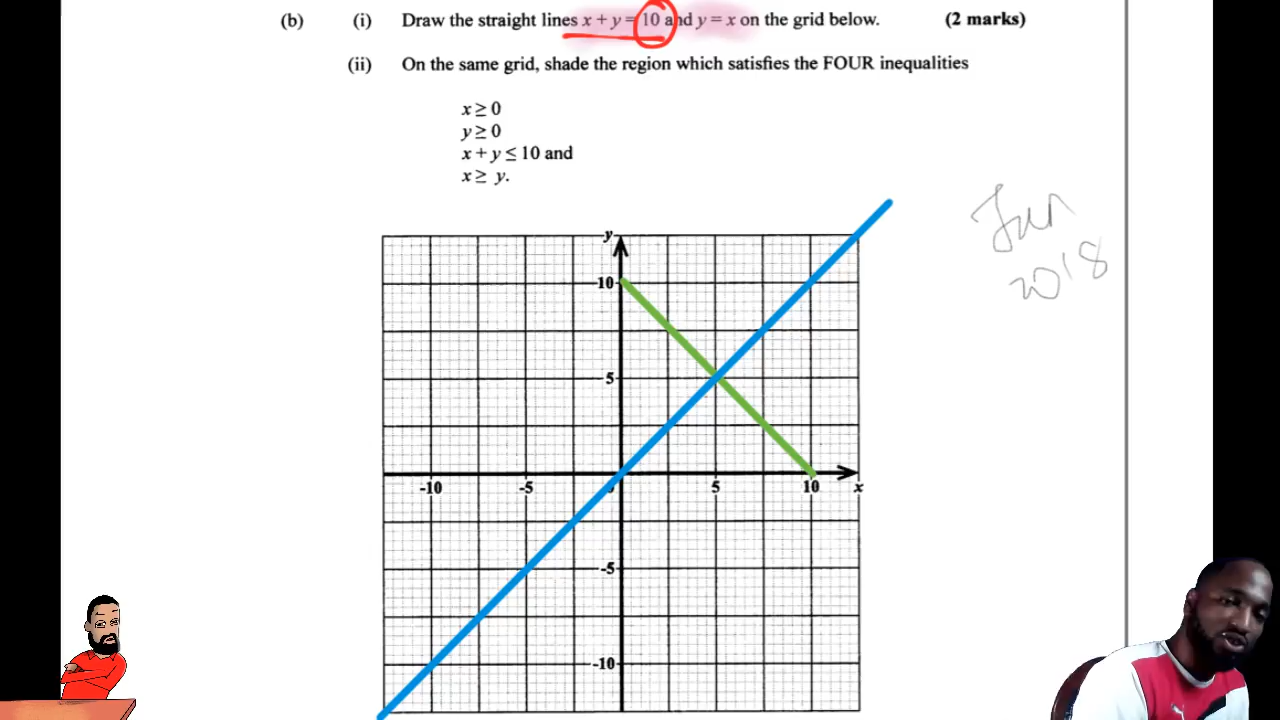 (b) (i) Draw the straight lines x + y = 10 and y = x on the grid below. (2 marks)
(ii) On the same grid, shade the region which satisfies the FOUR inequalities
x ≥ 0
y ≥ 0
x + y ≤ 10 and
x ≥ y.
Jun
2018
y
10
5
-10 -5 5 10 x
-5
-10